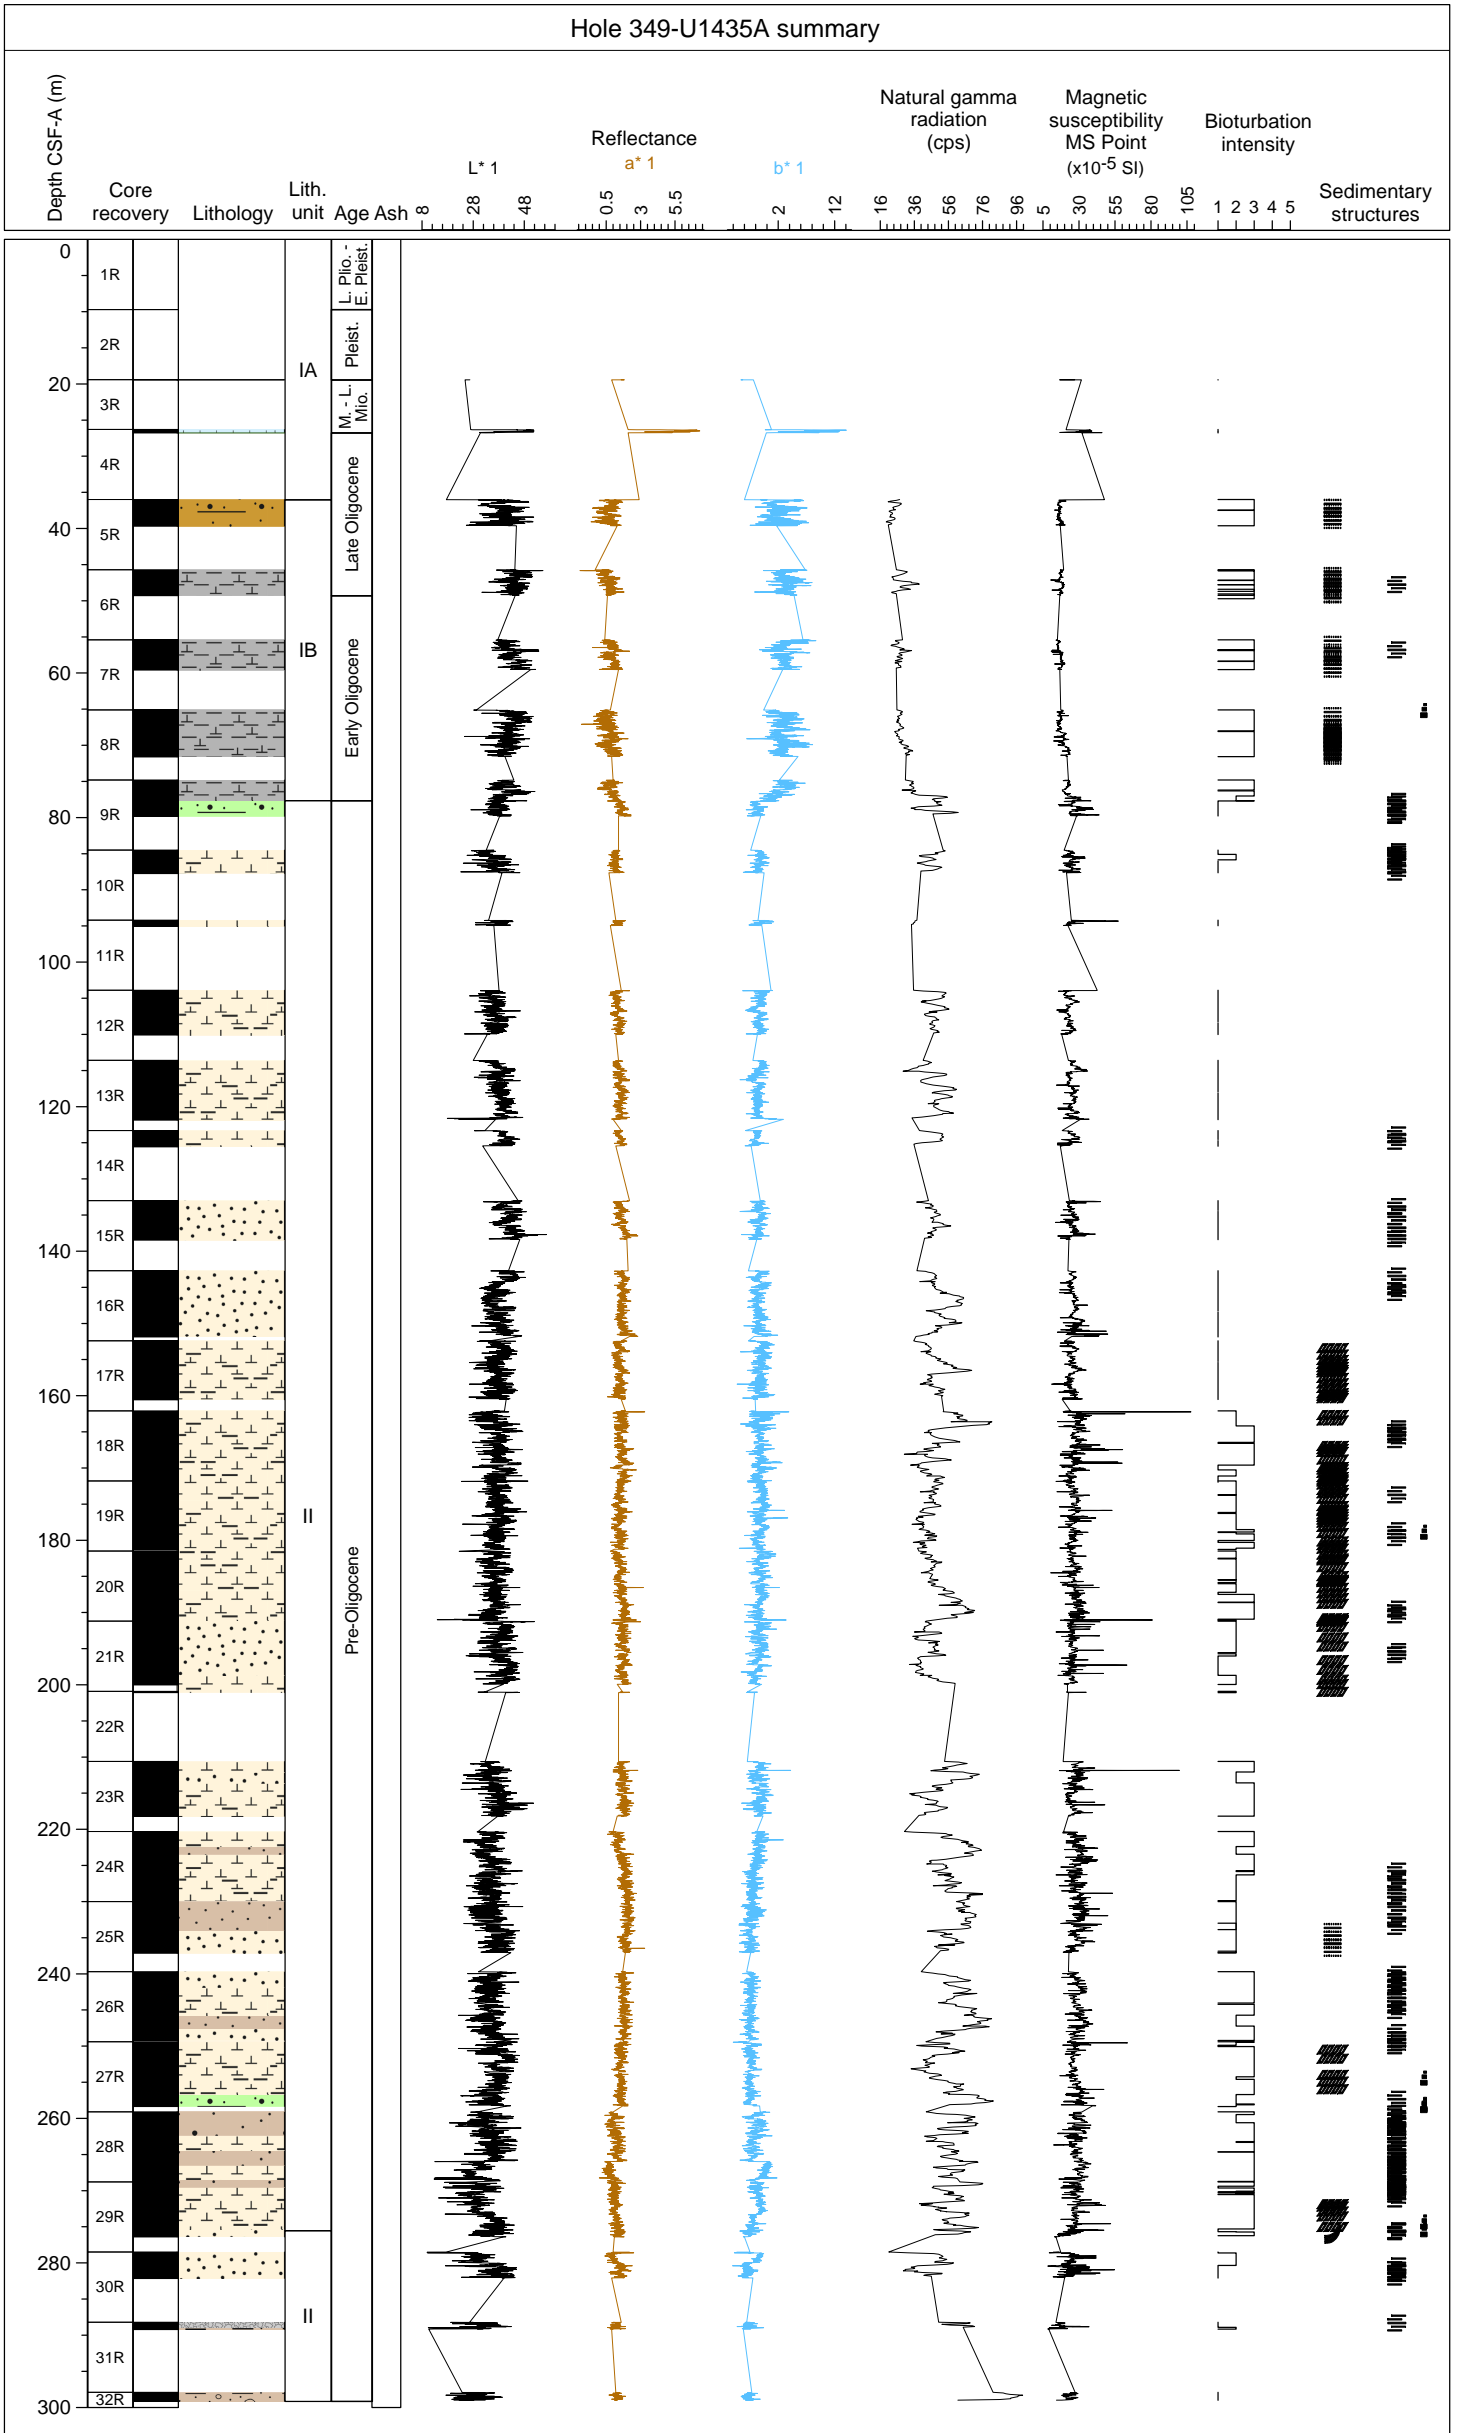 Hole 349-U1435A summary
Depth CSF-A (m)
Core
recovery
Lithology
Lith.
unit
Age
Ash
L* 1
8
28
48
Reflectance
a* 1
0.5
3
5.5
b* 1
2
12
Natural gamma
radiation
(cps)
16
36
56
76
96
Magnetic
susceptibility
MS Point
(x10-5 SI)
5
30
55
80
105
Bioturbation
intensity
1 2 3 4 5
Sedimentary
structures
0
20
40
60
80
100
120
140
160
180
200
220
240
260
280
300
1R
2R
3R
4R
5R
6R
7R
8R
9R
10R
11R
12R
13R
14R
15R
16R
17R
18R
19R
20R
21R
22R
23R
24R
25R
26R
27R
28R
29R
30R
31R
32R
IA
IB
II
II
L. Plio. -
E. Pleist.
Pleist.
M. - L.
Mio.
Late Oligocene
Early Oligocene
Pre-Oligocene